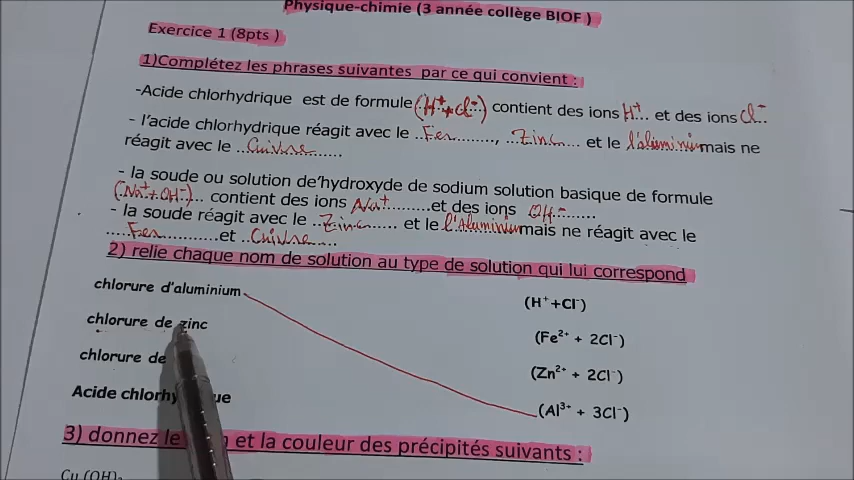 Physique-chimie (3 année collège BIOF )
Exercice 1 (8pts )
1)Complétez les phrases suivantes par ce qui convient :
-Acide chlorhydrique est de formule (H⁺+Cl⁻) contient des ions H⁺.. et des ions Cl⁻..
- l'acide chlorhydrique réagit avec le ..Fer........., ...Zinc.... et le l'aluminium mais ne
réagit avec le ..Cuivre.......
- la soude ou solution de'hydroxyde de sodium solution basique de formule
(Na⁺+OH⁻)... contient des ions Na⁺.........et des ions OH⁻.......
- la soude réagit avec le ..Zinc..... et le l'Aluminium mais ne réagit avec le
.....Fer............et ..Cuivre.....
2) relie chaque nom de solution au type de solution qui lui correspond
chlorure d'aluminium
(H⁺+Cl⁻)
chlorure de zinc
(Fe²⁺ + 2Cl⁻)
chlorure de
(Zn²⁺ + 2Cl⁻)
Acide chlorhy ue
(Al³⁺ + 3Cl⁻)
3) donnez le et la couleur des précipités suivants :
Cu (OH)₂